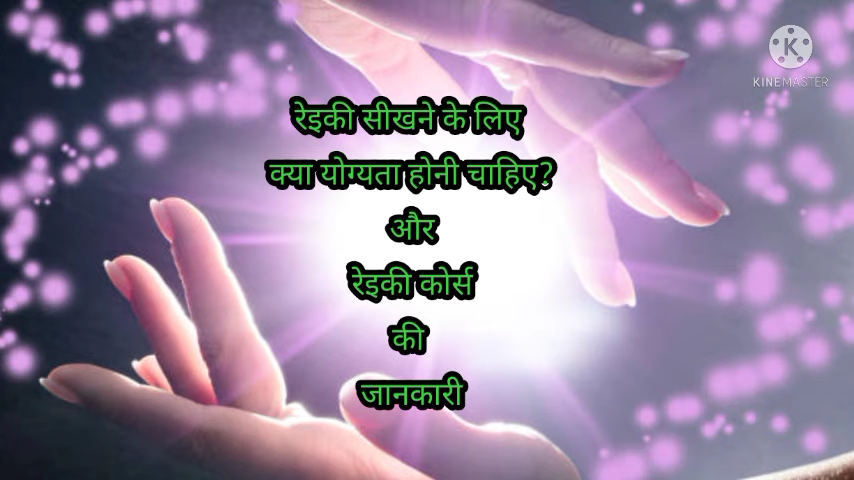 KINEMASTER
रेइकी सीखने के लिए
क्या योग्यता होनी चाहिए?
और
रेइकी कोर्स
की
जानकारी